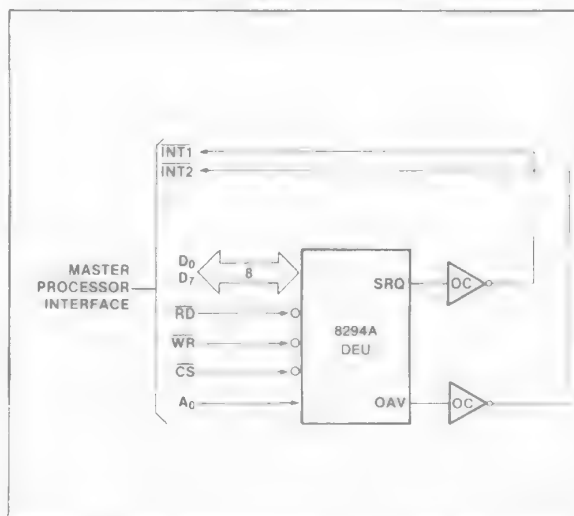 INT1
INT2
D0
D7
8
MASTER
PROCESSOR
INTERFACE
RD
WR
CS
A0
SRQ
8294A
DEU
OAV
OC
OC